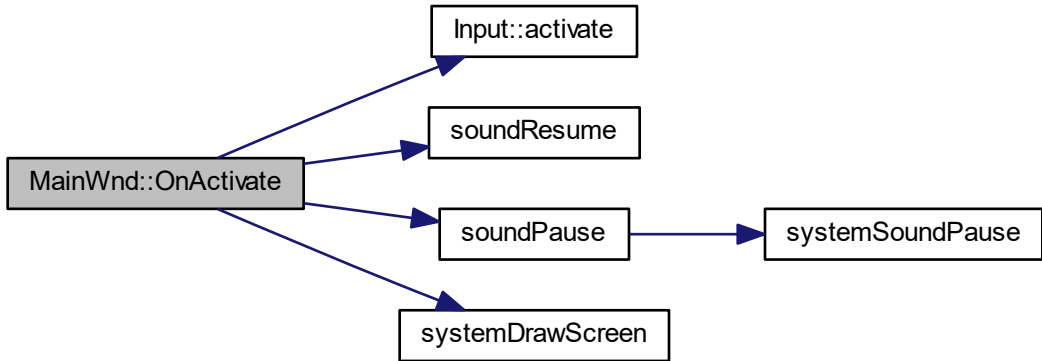 Input::activate
soundResume
MainWnd::OnActivate
soundPause
systemSoundPause
systemDrawScreen